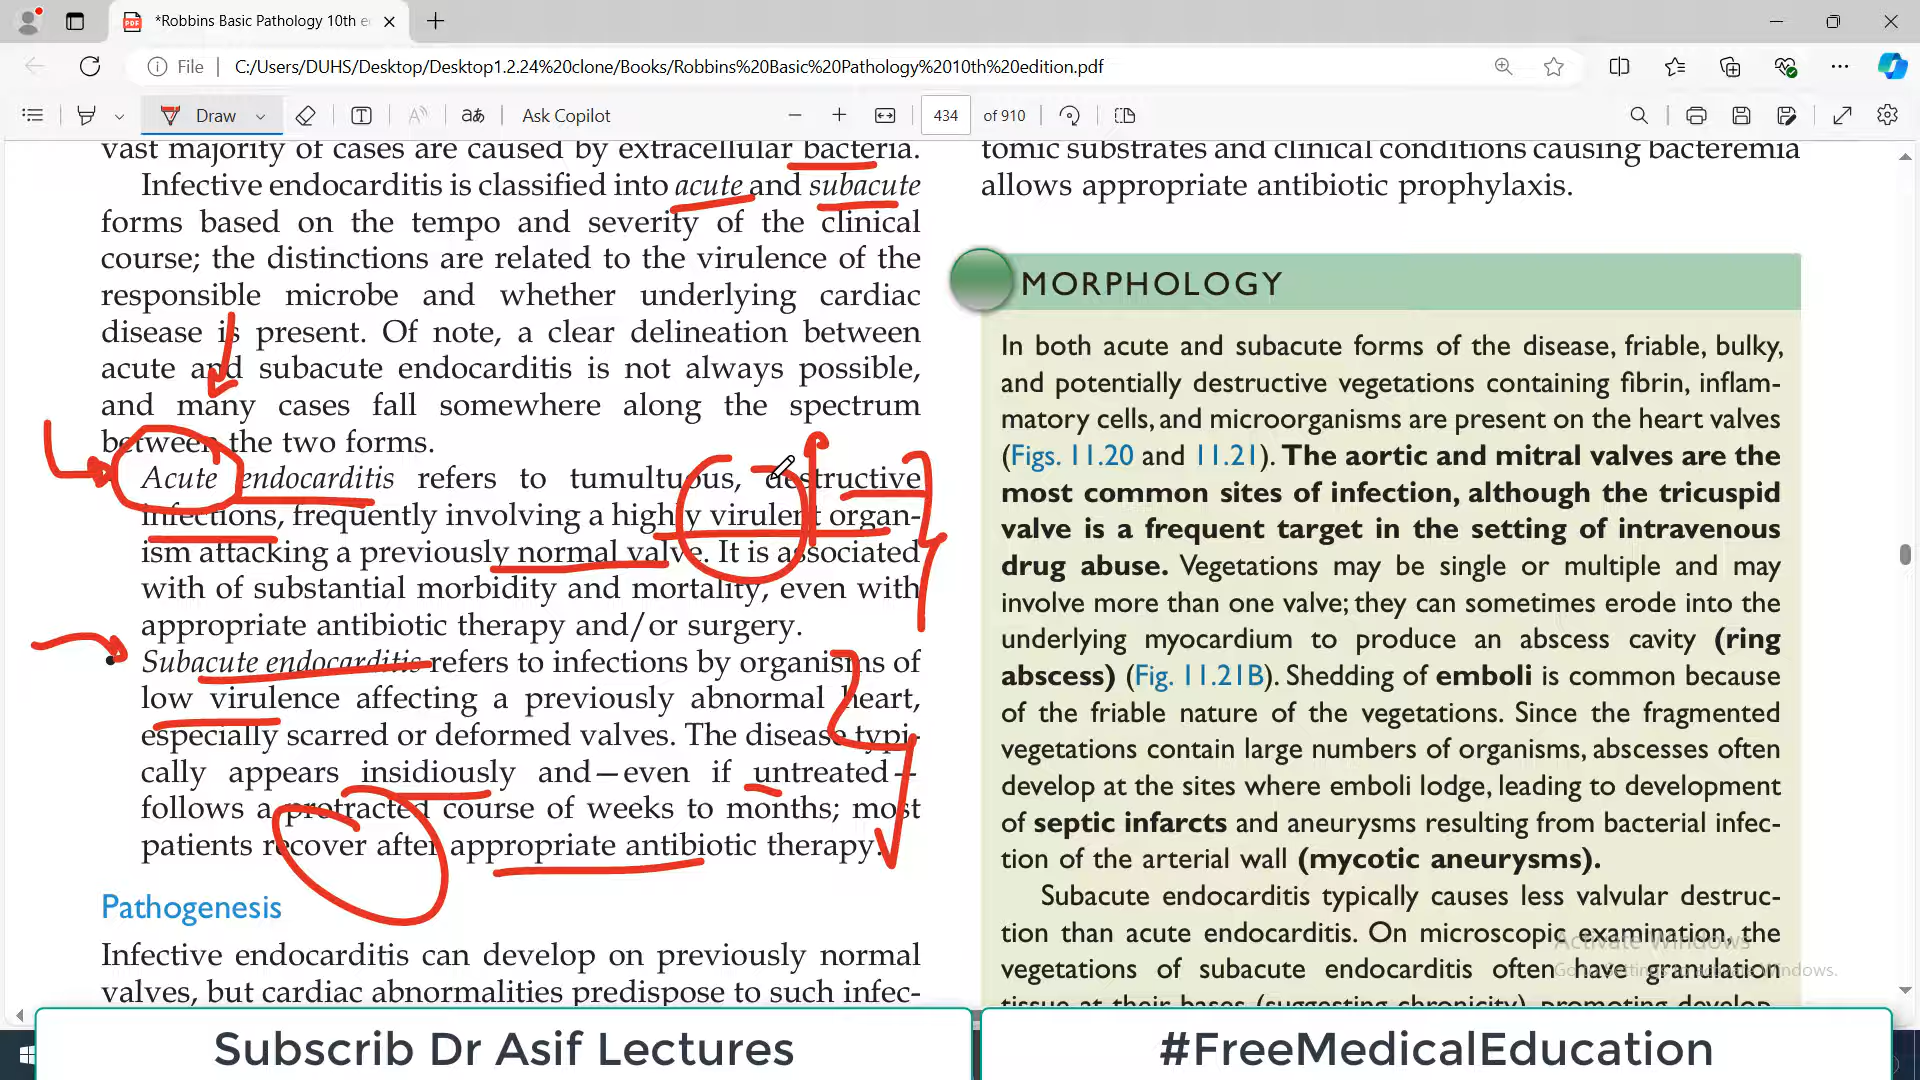 *Robbins Basic Pathology 10th e
File
C:/Users/DUHS/Desktop/Desktop1.2.24%20clone/Books/Robbins%20Basic%20Pathology%2010th%20edition.pdf
Draw
T
A
aあ
Ask Copilot
434 of 910
vast majority of cases are caused by extracellular bacteria.
Infective endocarditis is classified into acute and subacute
forms based on the tempo and severity of the clinical
course; the distinctions are related to the virulence of the
responsible microbe and whether underlying cardiac
disease is present. Of note, a clear delineation between
acute and subacute endocarditis is not always possible,
and many cases fall somewhere along the spectrum
between the two forms.
Acute endocarditis refers to tumultuous, destructive
infections, frequently involving a highly virulent organ-
ism attacking a previously normal valve. It is associated
with of substantial morbidity and mortality, even with
appropriate antibiotic therapy and/or surgery.
• Subacute endocarditis refers to infections by organisms of
low virulence affecting a previously abnormal heart,
especially scarred or deformed valves. The disease typi-
cally appears insidiously and—even if untreated—
follows a protracted course of weeks to months; most
patients recover after appropriate antibiotic therapy.
Pathogenesis
Infective endocarditis can develop on previously normal
valves, but cardiac abnormalities predispose to such infec-
tomic substrates and clinical conditions causing bacteremia
allows appropriate antibiotic prophylaxis.
MORPHOLOGY
In both acute and subacute forms of the disease, friable, bulky,
and potentially destructive vegetations containing fibrin, inflam-
matory cells, and microorganisms are present on the heart valves
(Figs. 11.20 and 11.21). The aortic and mitral valves are the
most common sites of infection, although the tricuspid
valve is a frequent target in the setting of intravenous
drug abuse. Vegetations may be single or multiple and may
involve more than one valve; they can sometimes erode into the
underlying myocardium to produce an abscess cavity (ring
abscess) (Fig. 11.21B). Shedding of emboli is common because
of the friable nature of the vegetations. Since the fragmented
vegetations contain large numbers of organisms, abscesses often
develop at the sites where emboli lodge, leading to development
of septic infarcts and aneurysms resulting from bacterial infec-
tion of the arterial wall (mycotic aneurysms).
Subacute endocarditis typically causes less valvular destruc-
tion than acute endocarditis. On microscopic examination, the
vegetations of subacute endocarditis often have granulation
tissue at their bases (suggesting chronicity), promoting develop-
Activate Windows
Go to Settings to activate Windows.
Subscrib Dr Asif Lectures
#FreeMedicalEducation